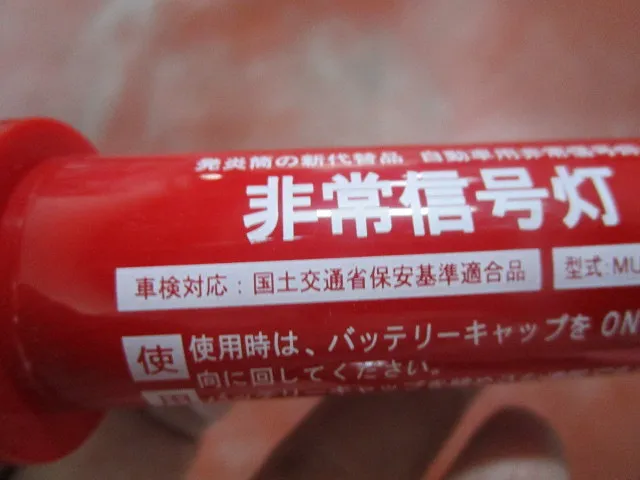 発炎筒の新代替品 自動車用非常信号
非常信号灯
車検対応：国土交通省保安基準適合品
型式:MU
使
使用時は、バッテリーキャップを ON
向に回してください。